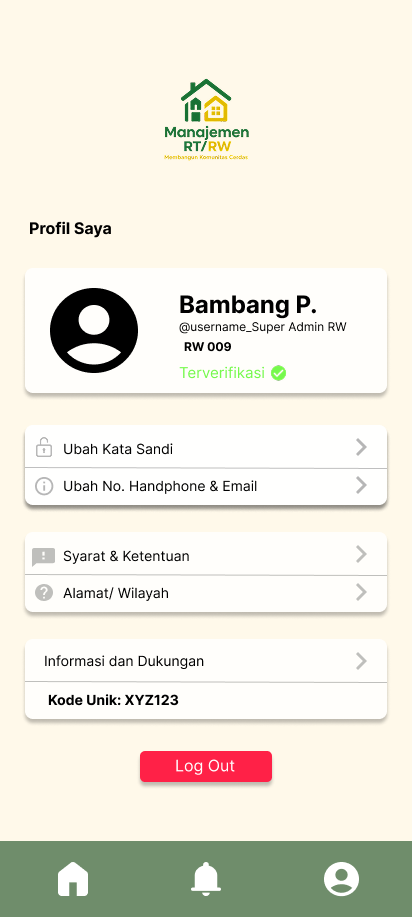 Manajemen
RT/RW
Membangun Komunitas Cerdas
Profil Saya
Bambang P.
@username_Super Admin RW
RW 009
Terverifikasi
Ubah Kata Sandi
Ubah No. Handphone & Email
Syarat & Ketentuan
Alamat/ Wilayah
Informasi dan Dukungan
Kode Unik: XYZ123
Log Out